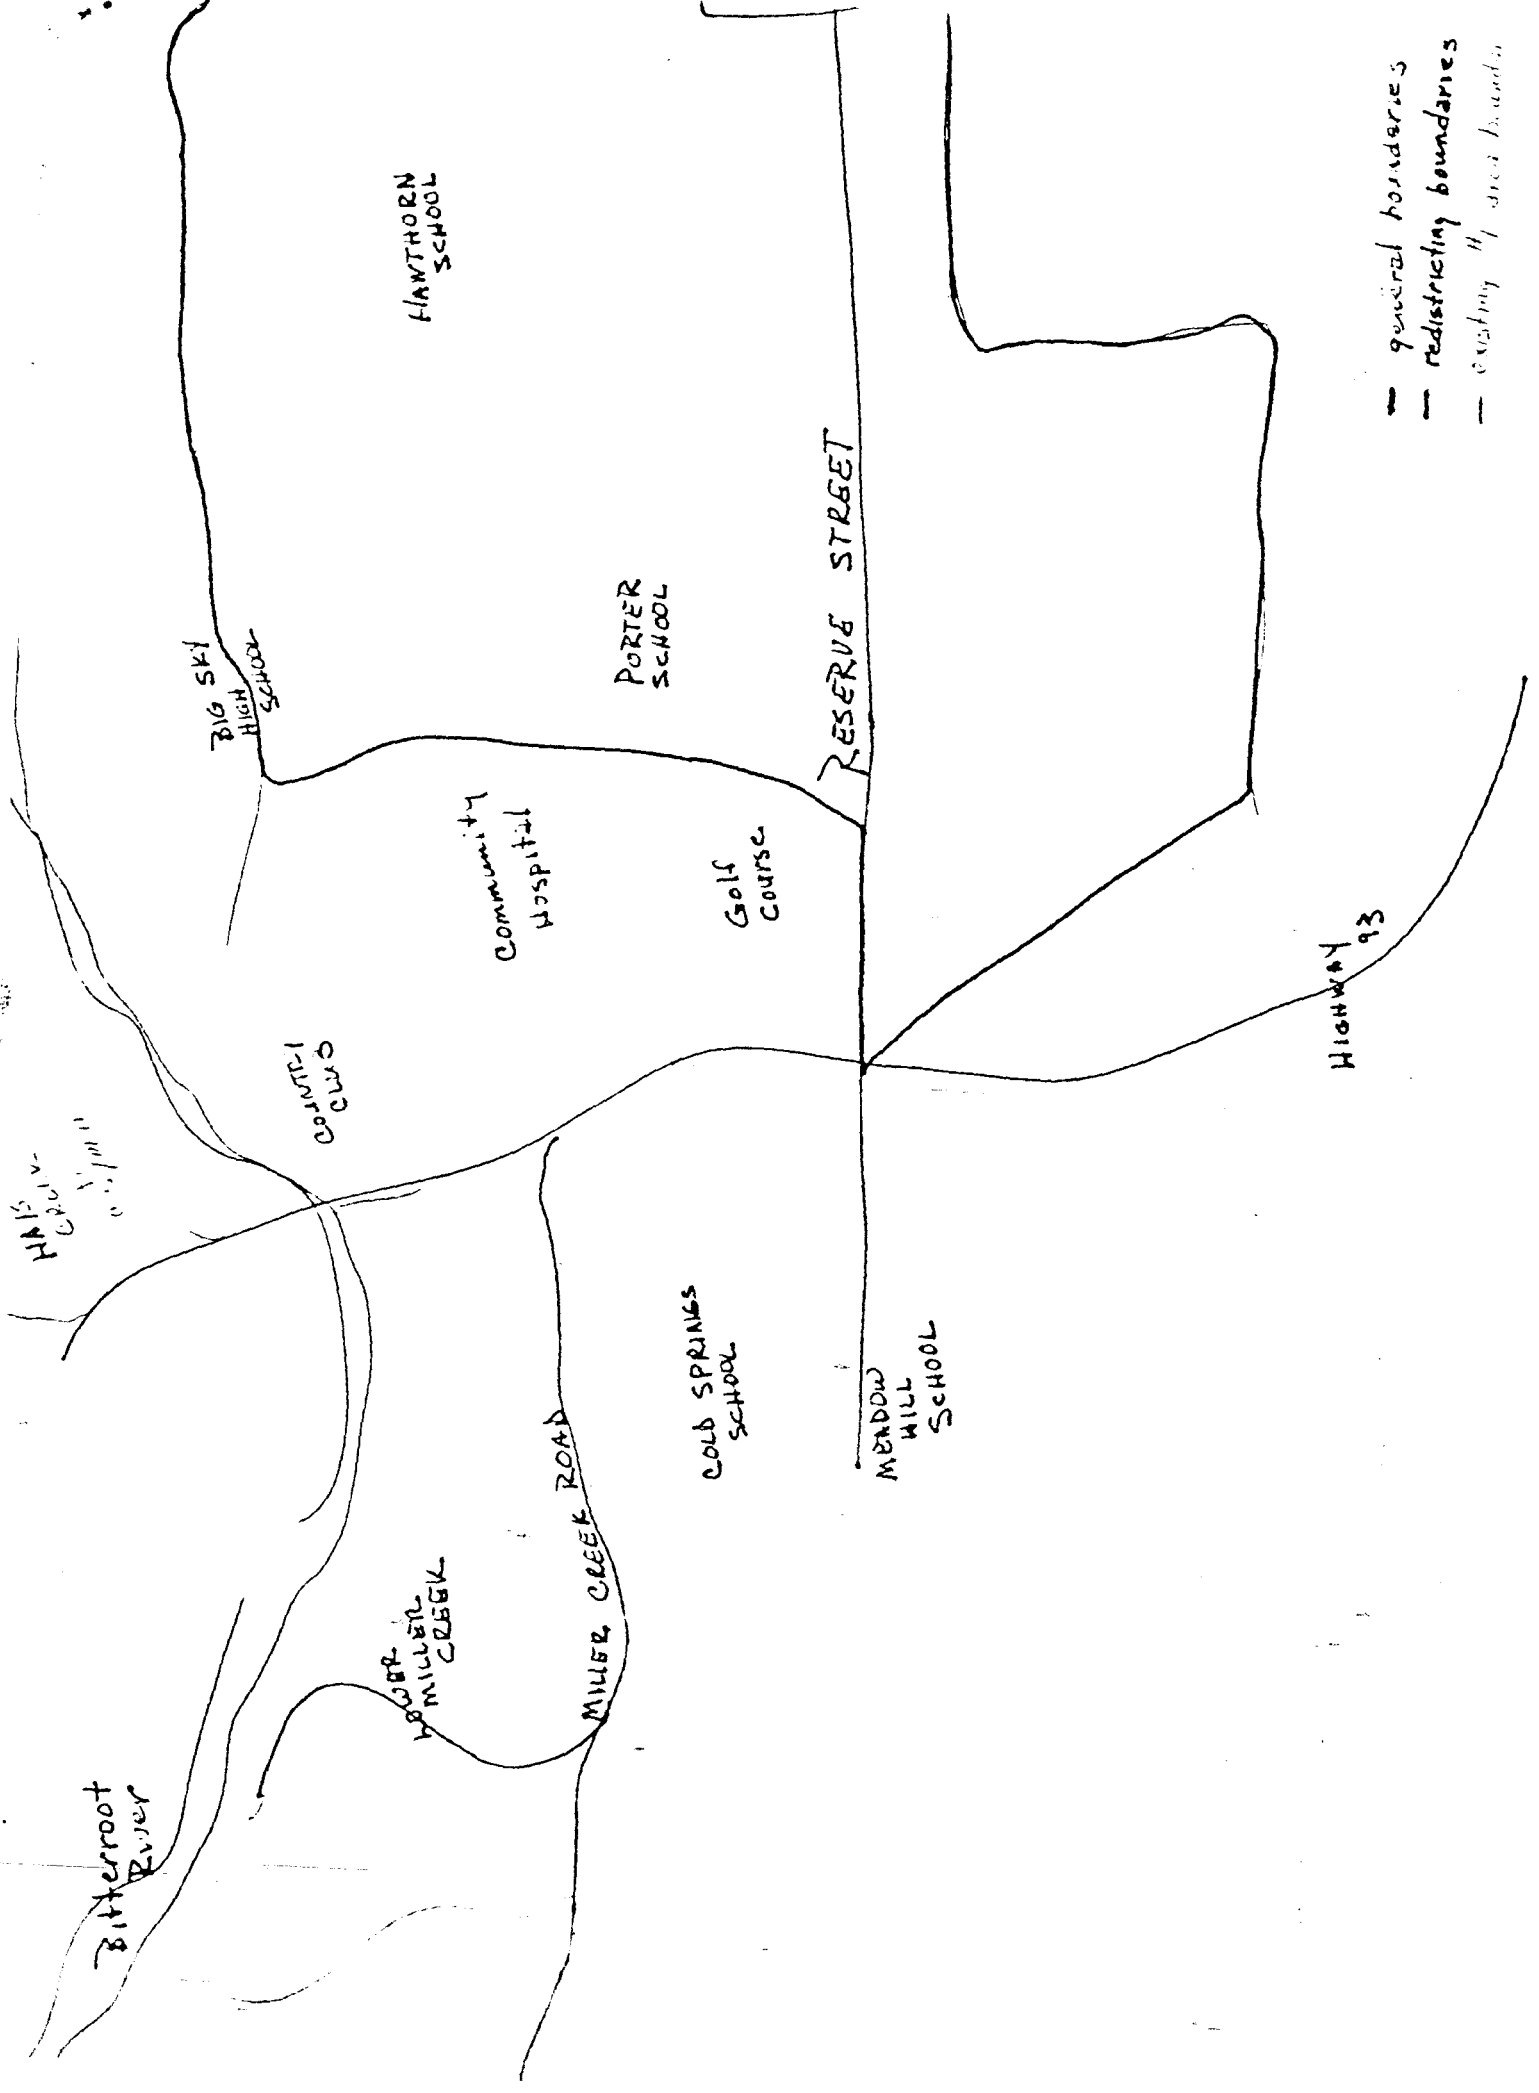 HAWTHORN
SCHOOL
BIG SKY
HIGH
SCHOOL
PORTER
SCHOOL
RESERVE STREET
general boundaries
redistricting boundaries
existing
Community
Hospital
Golf
Course
COUNTRY
CLUB
HIGHWAY
93
COLD SPRINGS
SCHOOL
MEADOW
HILL
SCHOOL
MILLER CREEK ROAD
LOWER
MILLER
CREEK
Bitterroot
River